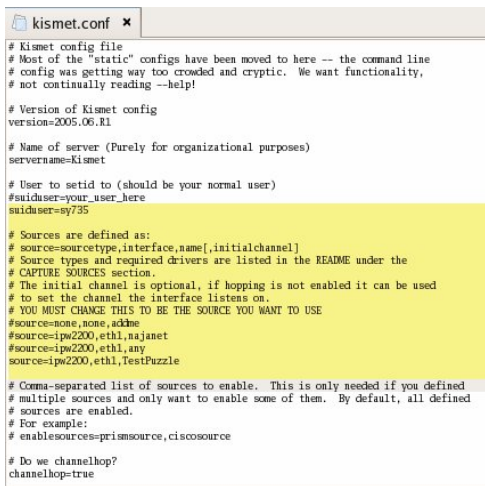 kismet.conf ×
# Kismet config file
# Most of the "static" configs have been moved to here -- the command line
# config was getting way too crowded and cryptic.  We want functionality,
# not continually reading --help!
# Version of Kismet config
version=2005.06.R1
# Name of server (Purely for organizational purposes)
servername=Kismet
# User to setid to (should be your normal user)
#suiduser=your_user_here
suiduser=sy735
# Sources are defined as:
# source=sourcetype,interface,name[,initialchannel]
# Source types and required drivers are listed in the README under the
# CAPTURE SOURCES section.
# The initial channel is optional, if hopping is not enabled it can be used
# to set the channel the interface listens on.
# YOU MUST CHANGE THIS TO BE THE SOURCE YOU WANT TO USE
#source=none,none,addme
#source=ipw2200,eth1,najanet
#source=ipw2200,eth1,any
source=ipw2200,eth1,TestPuzzle
# Comma-separated list of sources to enable.  This is only needed if you defined
# multiple sources and only want to enable some of them.  By default, all defined
# sources are enabled.
# For example:
# enablesources=prismsource,ciscosource
# Do we channelhop?
channelhop=true